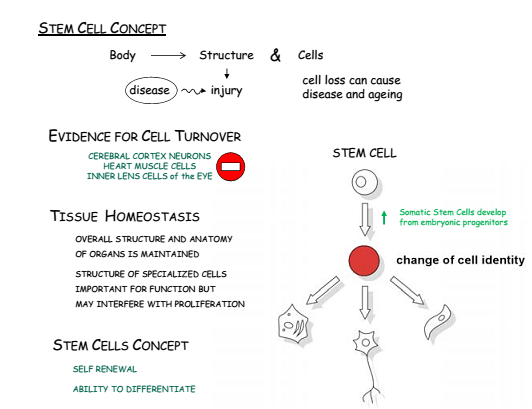 STEM CELL CONCEPT
Body Structure & Cells
disease injury
cell loss can cause
disease and ageing
EVIDENCE FOR CELL TURNOVER
CEREBRAL CORTEX NEURONS
HEART MUSCLE CELLS
INNER LENS CELLS of the EYE
TISSUE HOMEOSTASIS
OVERALL STRUCTURE AND ANATOMY
OF ORGANS IS MAINTAINED
STRUCTURE OF SPECIALIZED CELLS
IMPORTANT FOR FUNCTION BUT
MAY INTERFERE WITH PROLIFERATION
STEM CELLS CONCEPT
SELF RENEWAL
ABILITY TO DIFFERENTIATE
STEM CELL
Somatic Stem Cells develop
from embryonic progenitors
change of cell identity